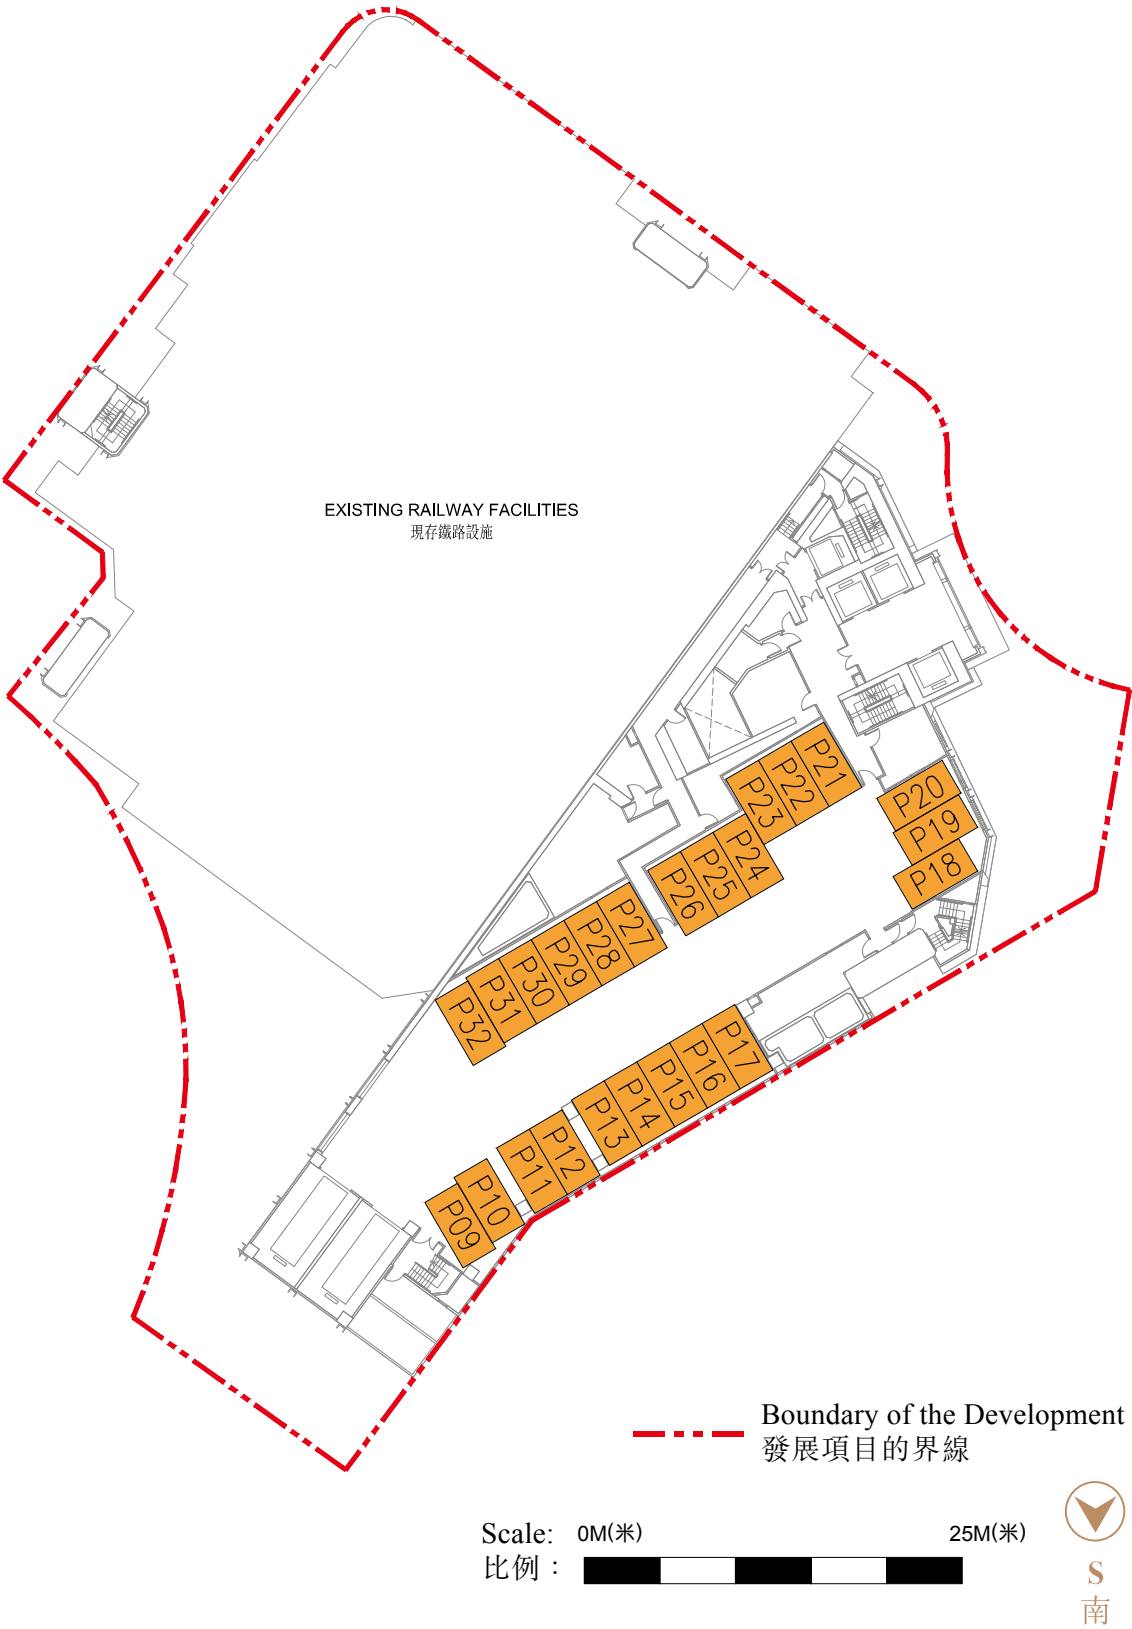 EXISTING RAILWAY FACILITIES
現存鐵路設施
P21
P22
P23
P20
P19
P18
P24
P25
P26
P27
P28
P29
P30
P31
P32
P17
P16
P15
P14
P13
P12
P11
P10
P09
Boundary of the Development
發展項目的界線
Scale: 0M(米) 25M(米)
比例：
S
南